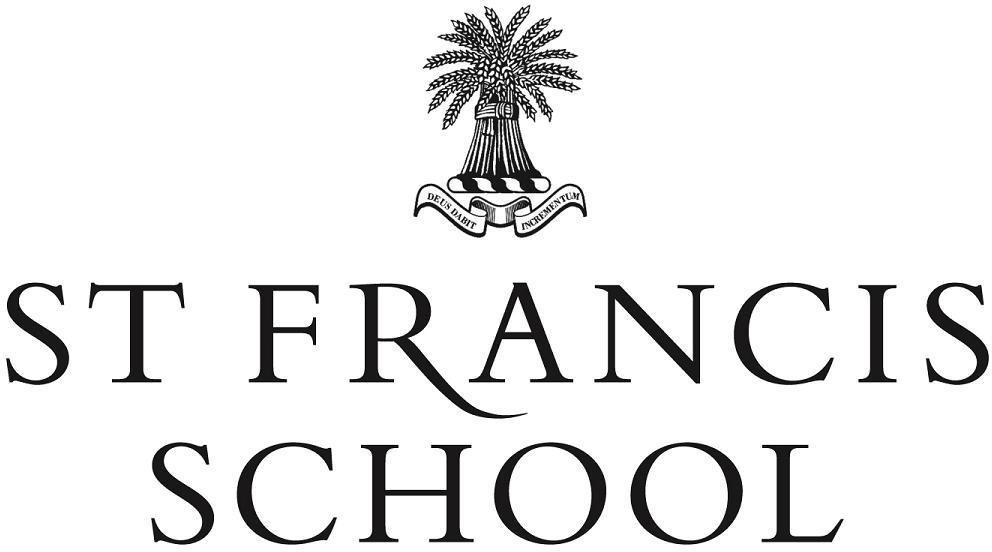 DEUS DABIT INCREMENTUM
ST FRANCIS
SCHOOL